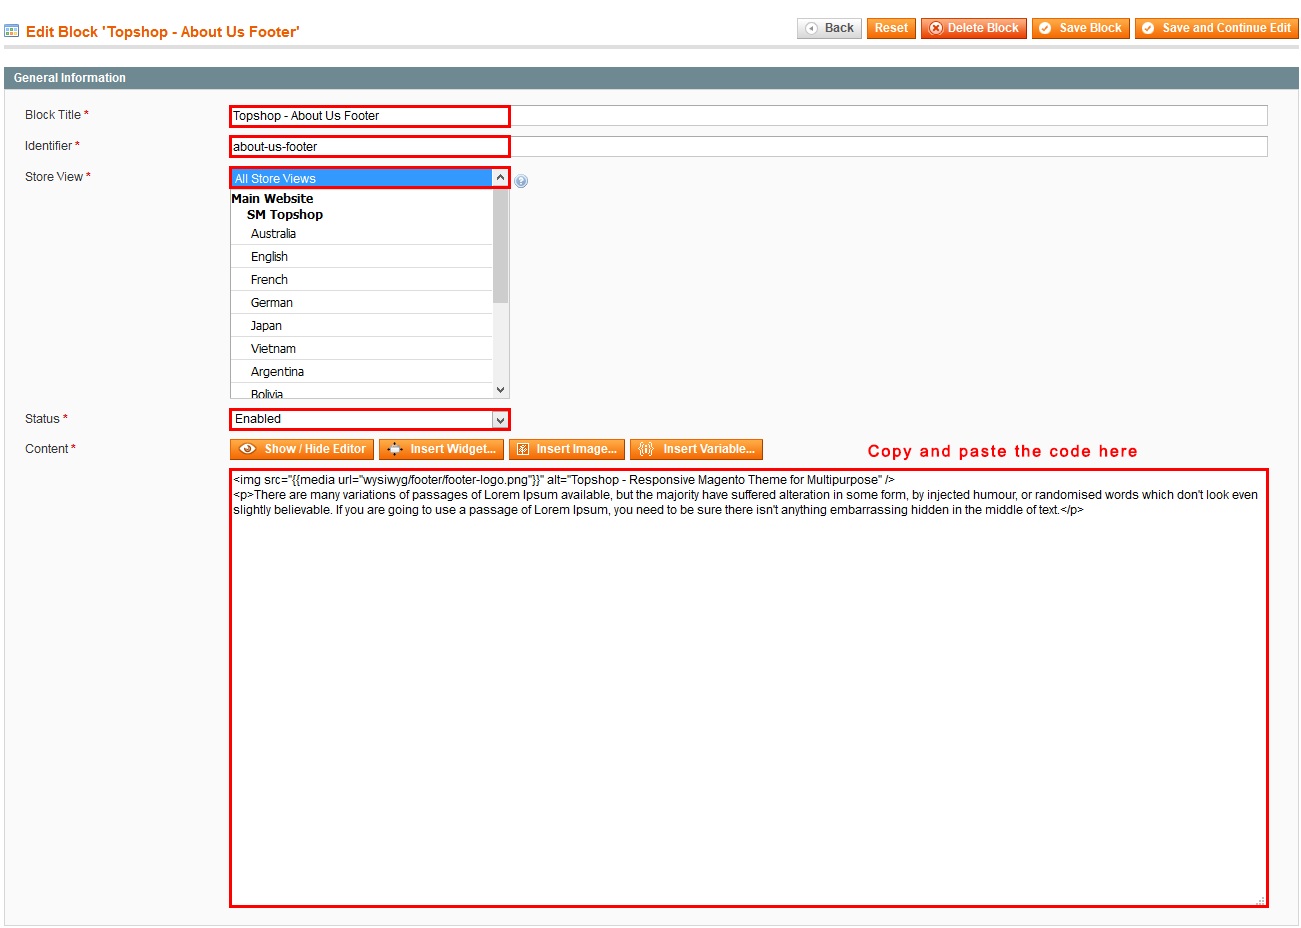 Edit Block 'Topshop - About Us Footer'
Back Reset Delete Block Save Block Save and Continue Edit
General Information
Block Title *
Topshop - About Us Footer
Identifier *
about-us-footer
Store View *
All Store Views
Main Website
SM Topshop
Australia
English
French
German
Japan
Vietnam
Argentina
Bolivia
Status *
Enabled
Content *
Show / Hide Editor Insert Widget... Insert Image... Insert Variable...
Copy and paste the code here
<img src="{{media url="wysiwyg/footer/footer-logo.png"}}" alt="Topshop - Responsive Magento Theme for Multipurpose" />
<p>There are many variations of passages of Lorem Ipsum available, but the majority have suffered alteration in some form, by injected humour, or randomised words which don't look even
slightly believable. If you are going to use a passage of Lorem Ipsum, you need to be sure there isn't anything embarrassing hidden in the middle of text.</p>